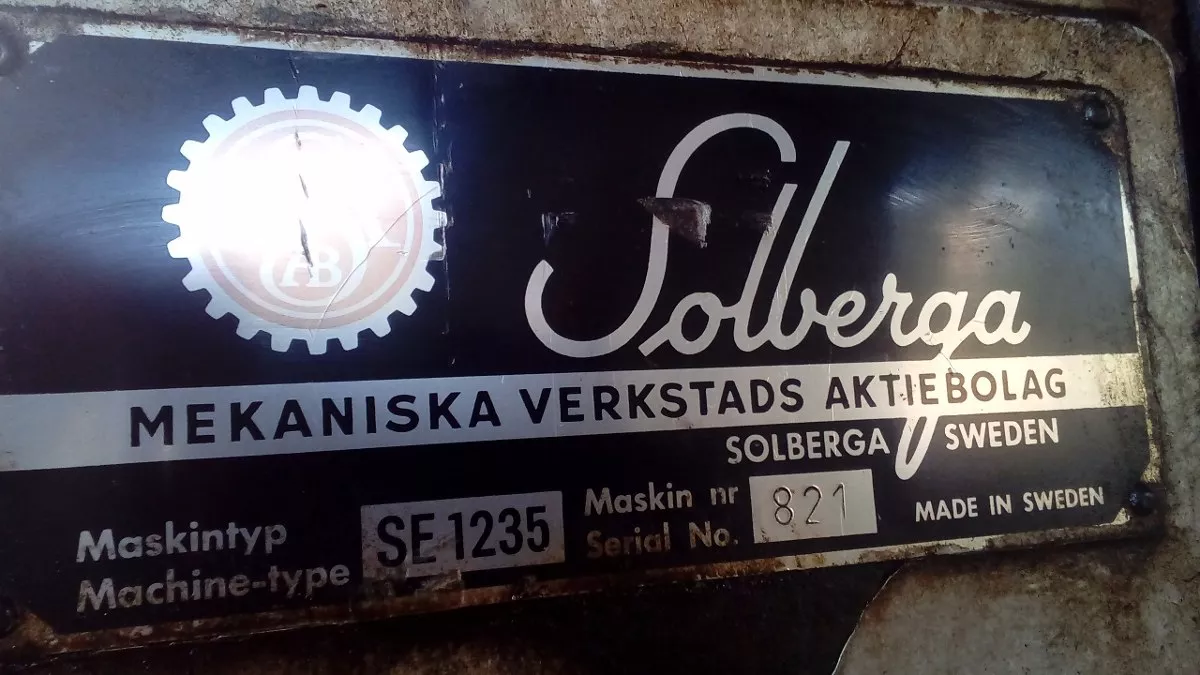 Solberga
MEKANISKA VERKSTADS AKTIEBOLAG
SOLBERGA SWEDEN
Maskintyp
Machine-type
SE 1235
Maskin nr
Serial No.
821
MADE IN SWEDEN